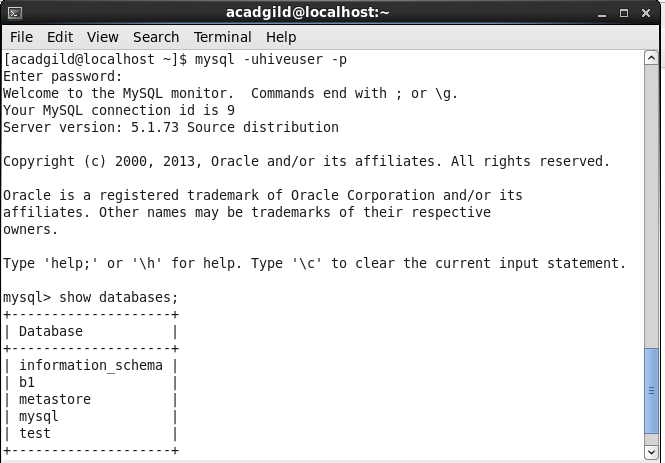 acadgild@localhost:~
File Edit View Search Terminal Help
[acadgild@localhost ~]$ mysql -uhiveuser -p
Enter password:
Welcome to the MySQL monitor.  Commands end with ; or \g.
Your MySQL connection id is 9
Server version: 5.1.73 Source distribution

Copyright (c) 2000, 2013, Oracle and/or its affiliates. All rights reserved.

Oracle is a registered trademark of Oracle Corporation and/or its
affiliates. Other names may be trademarks of their respective
owners.

Type 'help;' or '\h' for help. Type '\c' to clear the current input statement.

mysql> show databases;
+--------------------+
| Database           |
+--------------------+
| information_schema |
| b1                 |
| metastore          |
| mysql              |
| test               |
+--------------------+